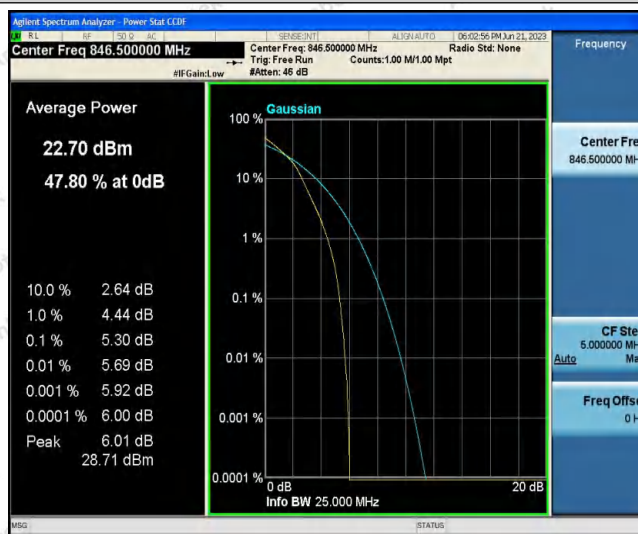 Agilent Spectrum Analyzer - Power Stat CCDF
RL RF 50 Ω AC SENSE:INT ALIGN AUTO 06:02:56 PM Jun 21, 2023
Center Freq 846.500000 MHz
Center Freq: 846.500000 MHz Radio Std: None
Trig: Free Run Counts:1.00 M/1.00 Mpt
#IFGain:Low #Atten: 46 dB
Frequency
Average Power
22.70 dBm
47.80 % at 0dB
10.0 % 2.64 dB
1.0 % 4.44 dB
0.1 % 5.30 dB
0.01 % 5.69 dB
0.001 % 5.92 dB
0.0001 % 6.00 dB
Peak 6.01 dB
28.71 dBm
Gaussian
100 %
10 %
1 %
0.1 %
0.01 %
0.001 %
0.0001 %
0 dB 20 dB
Info BW 25.000 MHz
Center Fre
846.500000 MH
CF Ste
5.000000 MH
Auto Ma
Freq Offse
0 H
MSG STATUS